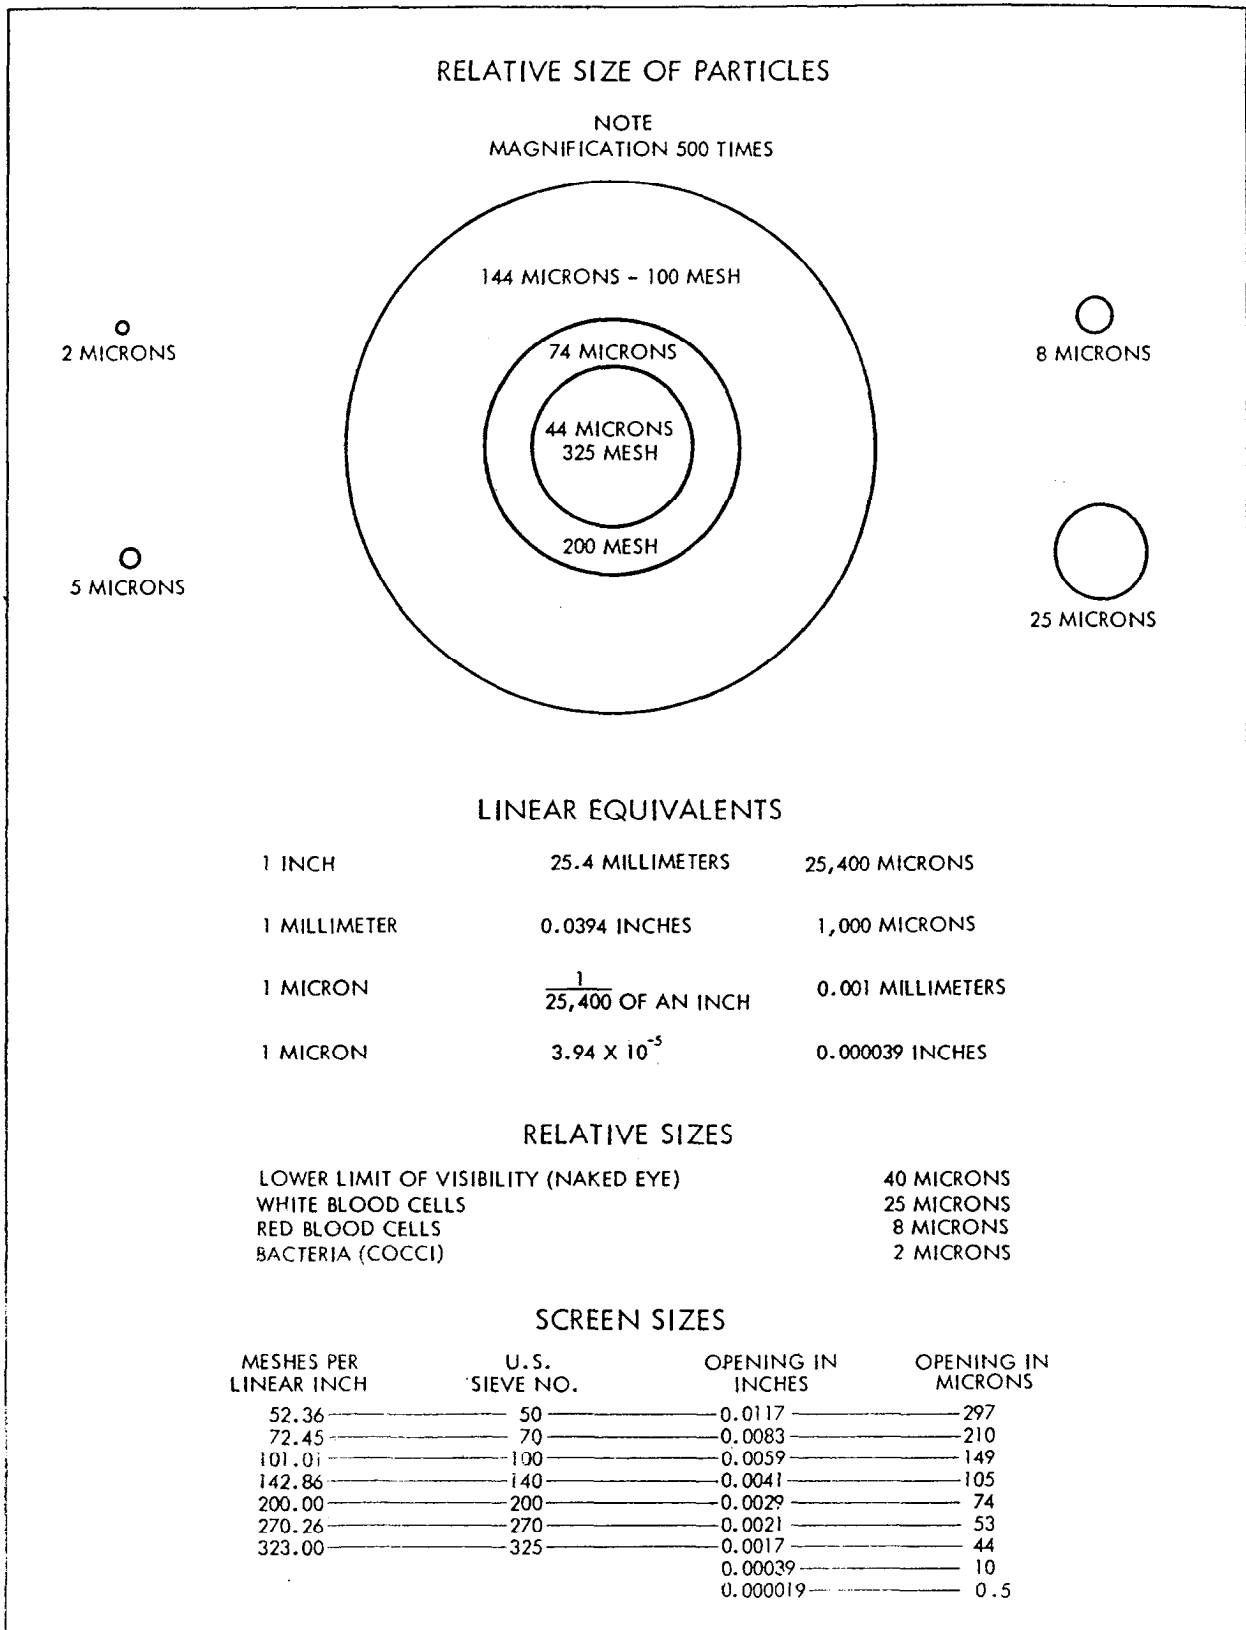 RELATIVE SIZE OF PARTICLES
NOTE
MAGNIFICATION 500 TIMES
144 MICRONS - 100 MESH
2 MICRONS
74 MICRONS
8 MICRONS
44 MICRONS
325 MESH
200 MESH
5 MICRONS
25 MICRONS
LINEAR EQUIVALENTS
1 INCH 25.4 MILLIMETERS 25,400 MICRONS
1 MILLIMETER 0.0394 INCHES 1,000 MICRONS
1 MICRON 1/25,400 OF AN INCH 0.001 MILLIMETERS
1 MICRON 3.94 X 10⁻⁵ 0.000039 INCHES
RELATIVE SIZES
LOWER LIMIT OF VISIBILITY (NAKED EYE) 40 MICRONS
WHITE BLOOD CELLS 25 MICRONS
RED BLOOD CELLS 8 MICRONS
BACTERIA (COCCI) 2 MICRONS
SCREEN SIZES
MESHES PER U.S. OPENING IN OPENING IN
LINEAR INCH SIEVE NO. INCHES MICRONS
52.36 50 0.0117 297
72.45 70 0.0083 210
101.01 100 0.0059 149
142.86 140 0.0041 105
200.00 200 0.0029 74
270.26 270 0.0021 53
323.00 325 0.0017 44
0.00039 10
0.000019 0.5